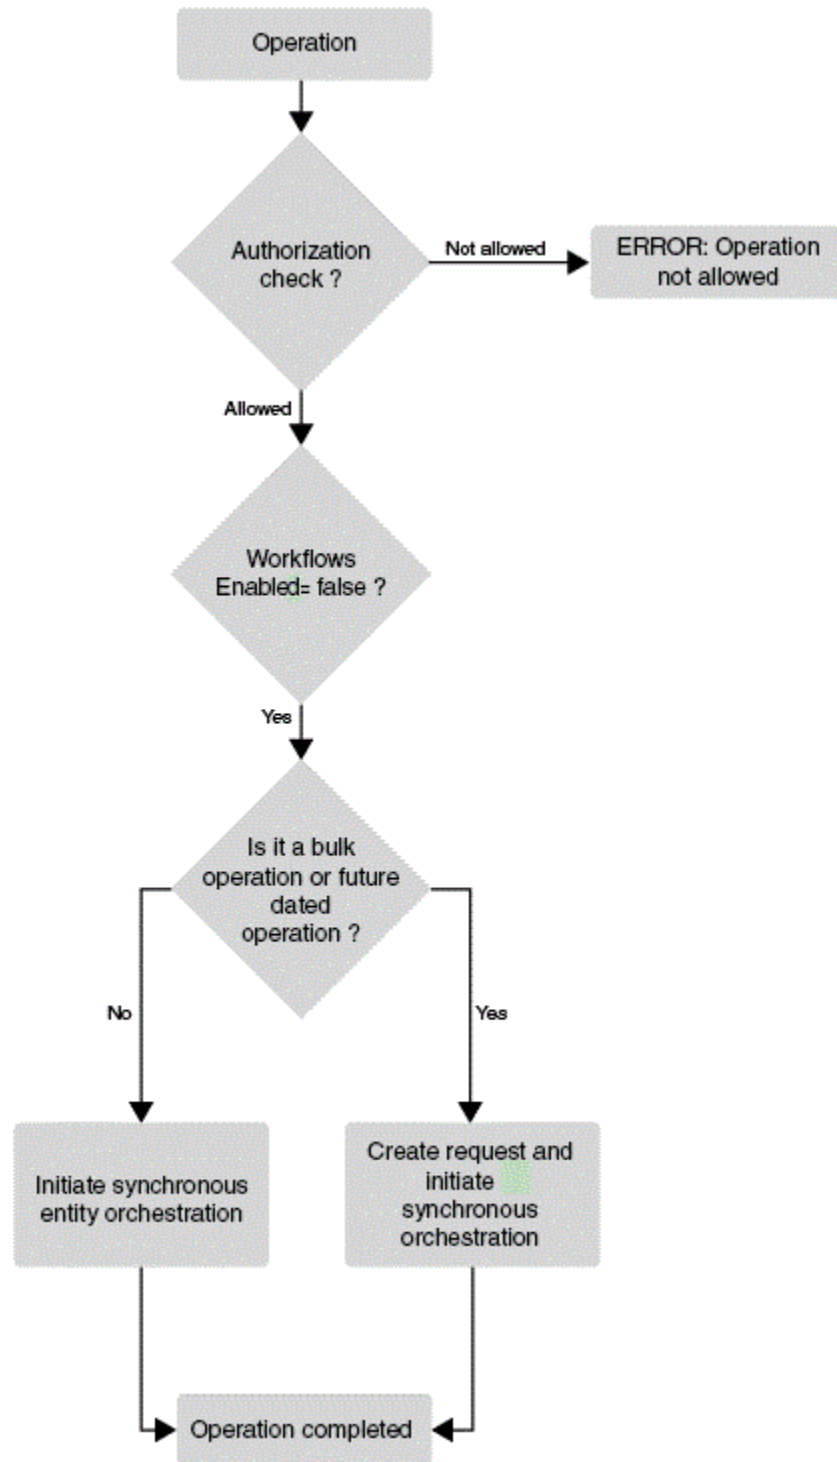 Operation
Authorization
check ?
Not allowed
ERROR: Operation
not allowed
Allowed
Workflows
Enabled= false ?
Yes
Is it a bulk
operation or future
dated
operation ?
No
Yes
Initiate synchronous
entity orchestration
Create request and
initiate
synchronous
orchestration
Operation completed